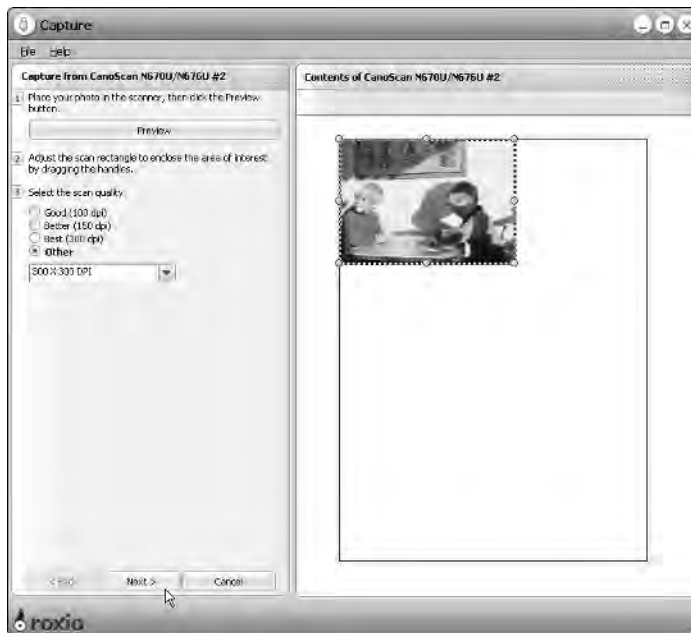 Capture
File Help
Capture from CanoScan N670U/N676U #2
1 Place your photo in the scanner, then click the Preview
button.
Preview
2 Adjust the scan rectangle to enclose the area of interest
by dragging the handles.
3 Select the scan quality
Good (100 dpi)
Better (150 dpi)
Best (300 dpi)
Other
300 X 300 DPI
Next >
Cancel
Contents of CanoScan N670U/N676U #2
roxio